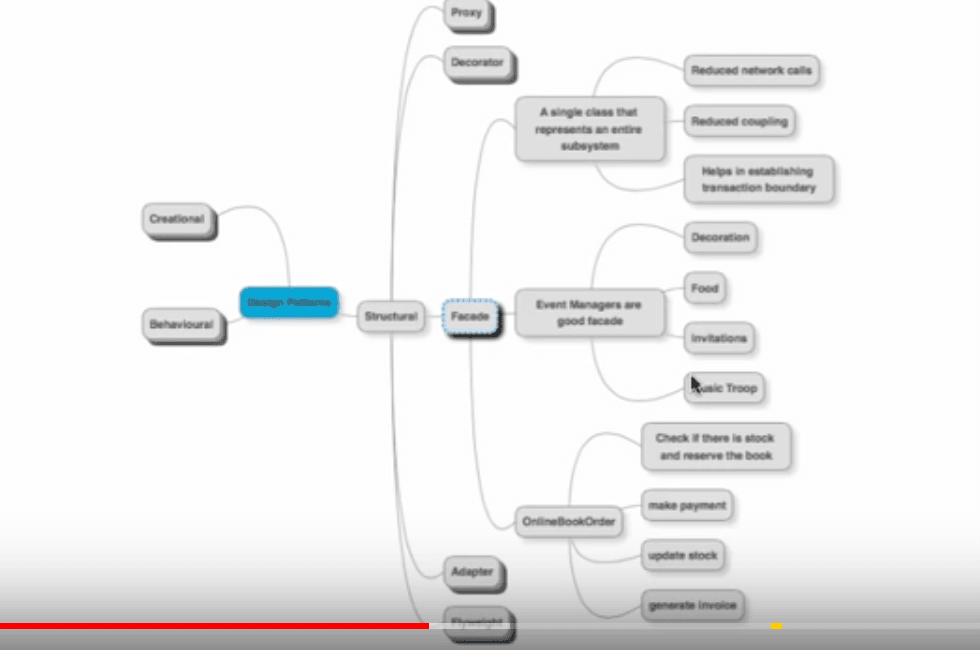 Proxy
Decorator
Reduced network calls
A single class that
represents an entire
subsystem
Reduced coupling
Helps in establishing
transaction boundary
Creational
Decoration
Food
Design Patterns
Behavioural
Structural
Facade
Event Managers are
good facade
Invitations
Music Troop
Check if there is stock
and reserve the book
make payment
OnlineBookOrder
update stock
Adapter
generate invoice
Flyweight